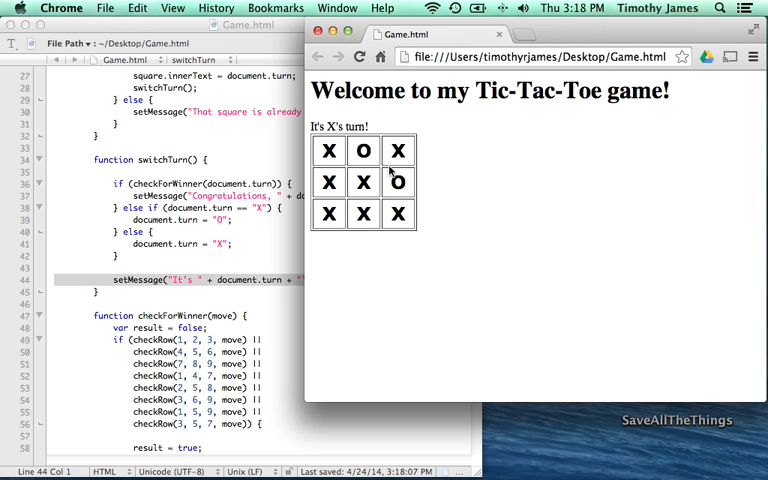 Chrome File Edit View History Bookmarks Window Help Thu 3:18 PM Timothy James
Game.html
File Path : ~/Desktop/Game.html
Game.html switchTurn
27 square.innerText = document.turn;
28 switchTurn();
29 } else {
30 setMessage("That square is already
31 }
32 }
33
34 function switchTurn() {
35
36 if (checkForWinner(document.turn)) {
37 setMessage("Congratulations, " + do
38 } else if (document.turn == "X") {
39 document.turn = "O";
40 } else {
41 document.turn = "X";
42 }
43
44 setMessage("It's " + document.turn + "'
45 }
46
47 function checkForWinner(move) {
48 var result = false;
49 if (checkRow(1, 2, 3, move) ||
50 checkRow(4, 5, 6, move) ||
51 checkRow(7, 8, 9, move) ||
52 checkRow(1, 4, 7, move) ||
53 checkRow(2, 5, 8, move) ||
54 checkRow(3, 6, 9, move) ||
55 checkRow(1, 5, 9, move) ||
56 checkRow(3, 5, 7, move)) {
57
58 result = true;
Line 44 Col 1 HTML Unicode (UTF-8) Unix (LF) Last saved: 4/24/14, 3:18:07 PM
Game.html
file:///Users/timothyrjames/Desktop/Game.html
Welcome to my Tic-Tac-Toe game!
It's X's turn!
X O X
X X O
X X X
SaveAllTheThings